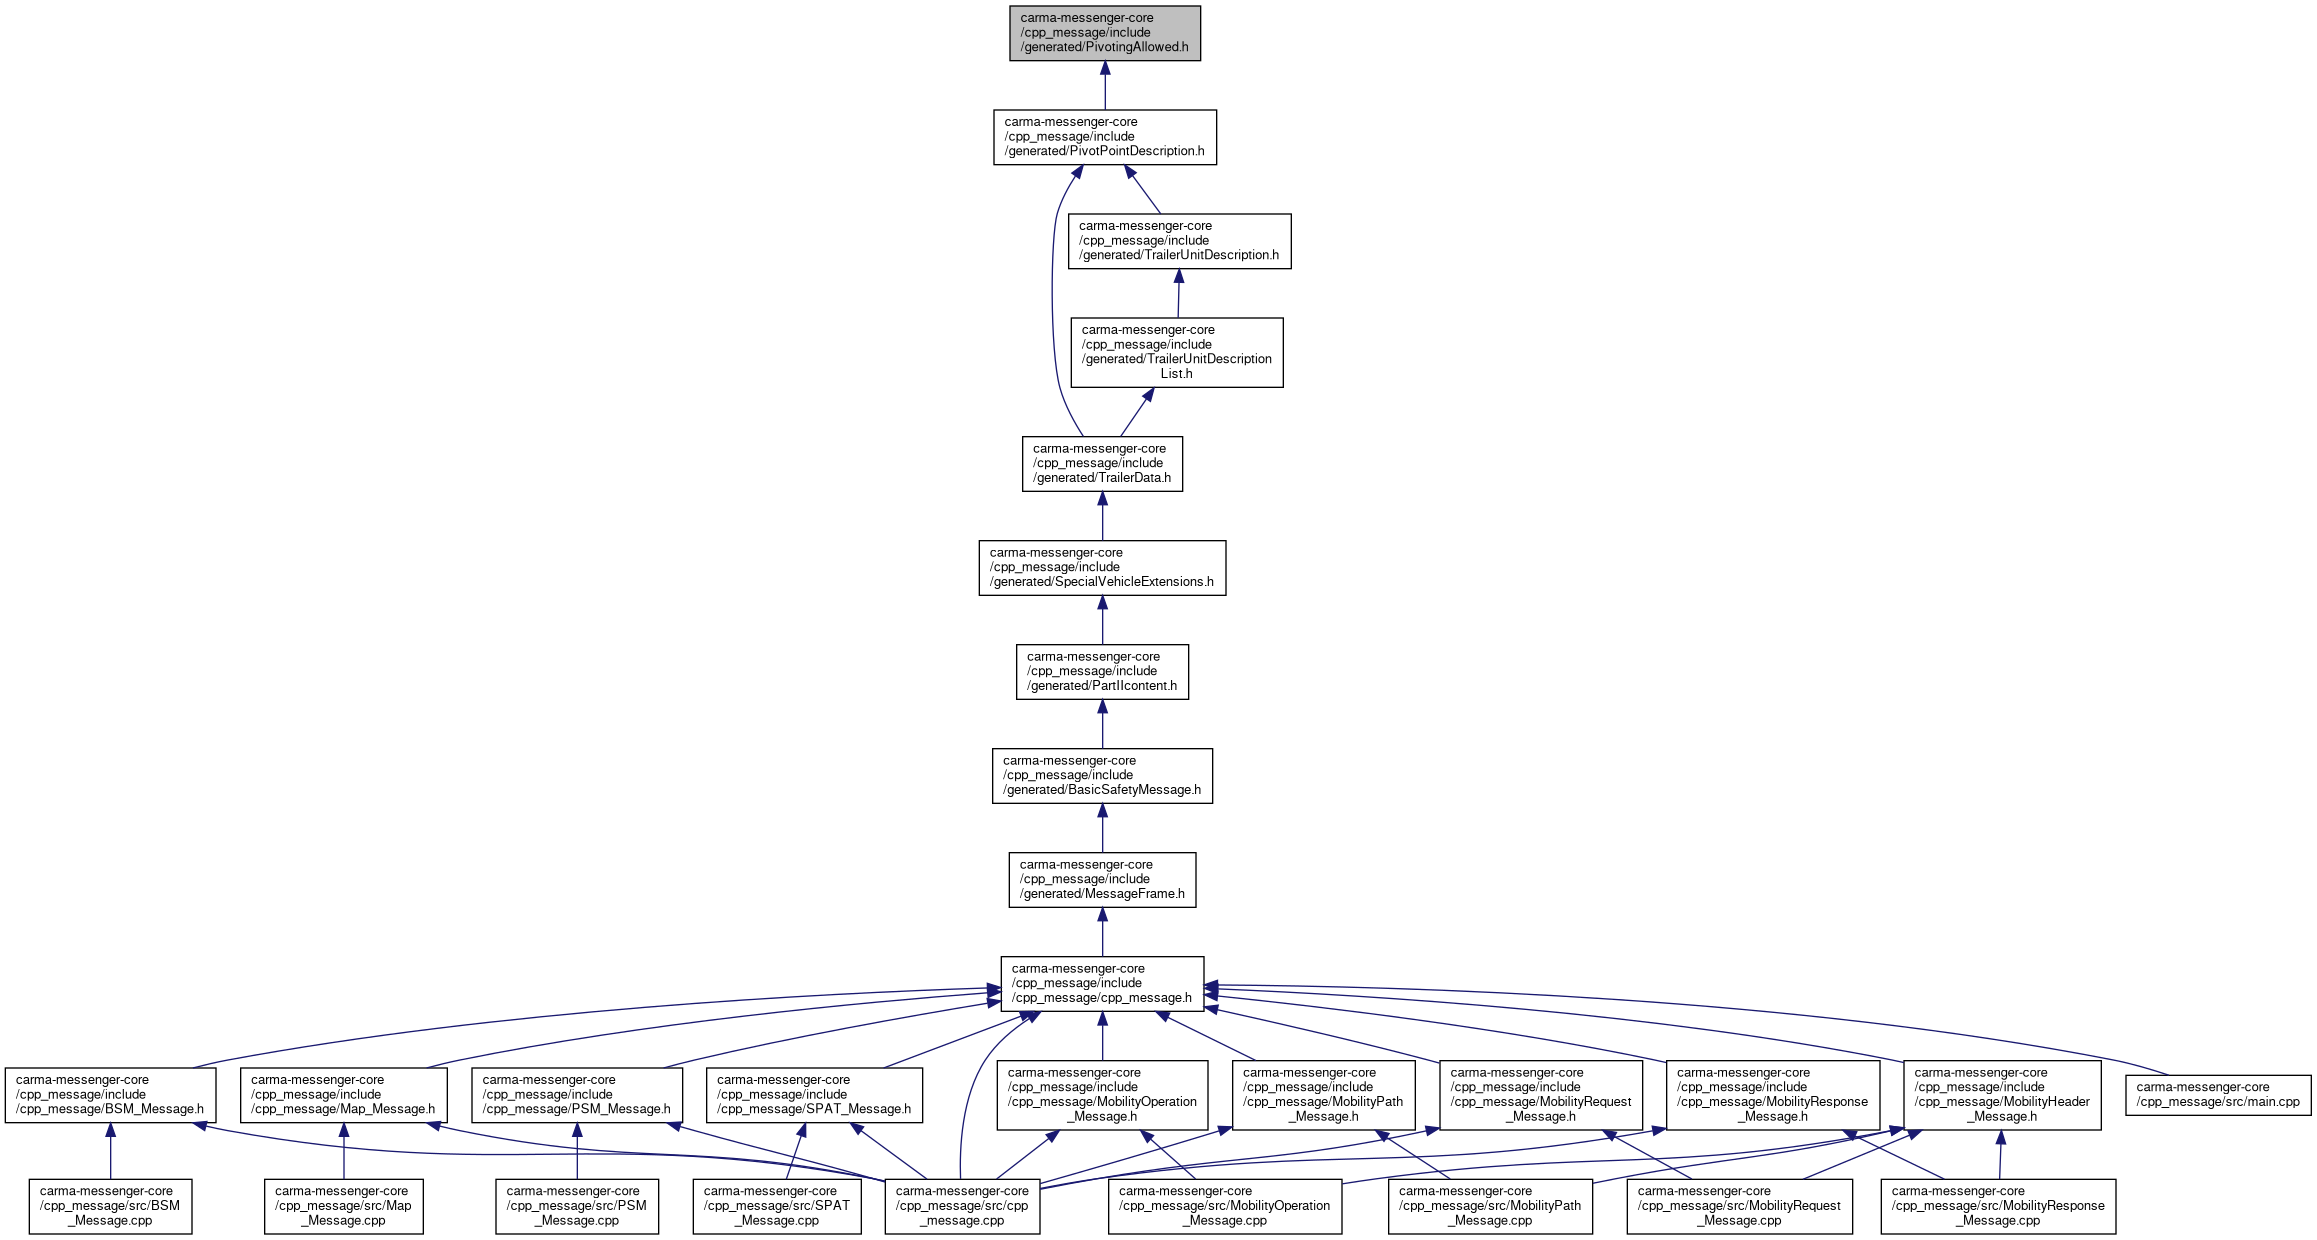 carma-messenger-core
/cpp_message/include
/generated/PivotingAllowed.h
carma-messenger-core
/cpp_message/include
/generated/PivotPointDescription.h
carma-messenger-core
/cpp_message/include
/generated/TrailerUnitDescription.h
carma-messenger-core
/cpp_message/include
/generated/TrailerUnitDescription
List.h
carma-messenger-core
/cpp_message/include
/generated/TrailerData.h
carma-messenger-core
/cpp_message/include
/generated/SpecialVehicleExtensions.h
carma-messenger-core
/cpp_message/include
/generated/PartIIcontent.h
carma-messenger-core
/cpp_message/include
/generated/BasicSafetyMessage.h
carma-messenger-core
/cpp_message/include
/generated/MessageFrame.h
carma-messenger-core
/cpp_message/include
/cpp_message/cpp_message.h
carma-messenger-core
/cpp_message/include
/cpp_message/BSM_Message.h
carma-messenger-core
/cpp_message/include
/cpp_message/Map_Message.h
carma-messenger-core
/cpp_message/include
/cpp_message/PSM_Message.h
carma-messenger-core
/cpp_message/include
/cpp_message/SPAT_Message.h
carma-messenger-core
/cpp_message/include
/cpp_message/MobilityOperation
_Message.h
carma-messenger-core
/cpp_message/include
/cpp_message/MobilityPath
_Message.h
carma-messenger-core
/cpp_message/include
/cpp_message/MobilityRequest
_Message.h
carma-messenger-core
/cpp_message/include
/cpp_message/MobilityResponse
_Message.h
carma-messenger-core
/cpp_message/include
/cpp_message/MobilityHeader
_Message.h
carma-messenger-core
/cpp_message/src/main.cpp
carma-messenger-core
/cpp_message/src/BSM
_Message.cpp
carma-messenger-core
/cpp_message/src/Map
_Message.cpp
carma-messenger-core
/cpp_message/src/PSM
_Message.cpp
carma-messenger-core
/cpp_message/src/SPAT
_Message.cpp
carma-messenger-core
/cpp_message/src/cpp
_message.cpp
carma-messenger-core
/cpp_message/src/MobilityOperation
_Message.cpp
carma-messenger-core
/cpp_message/src/MobilityPath
_Message.cpp
carma-messenger-core
/cpp_message/src/MobilityRequest
_Message.cpp
carma-messenger-core
/cpp_message/src/MobilityResponse
_Message.cpp